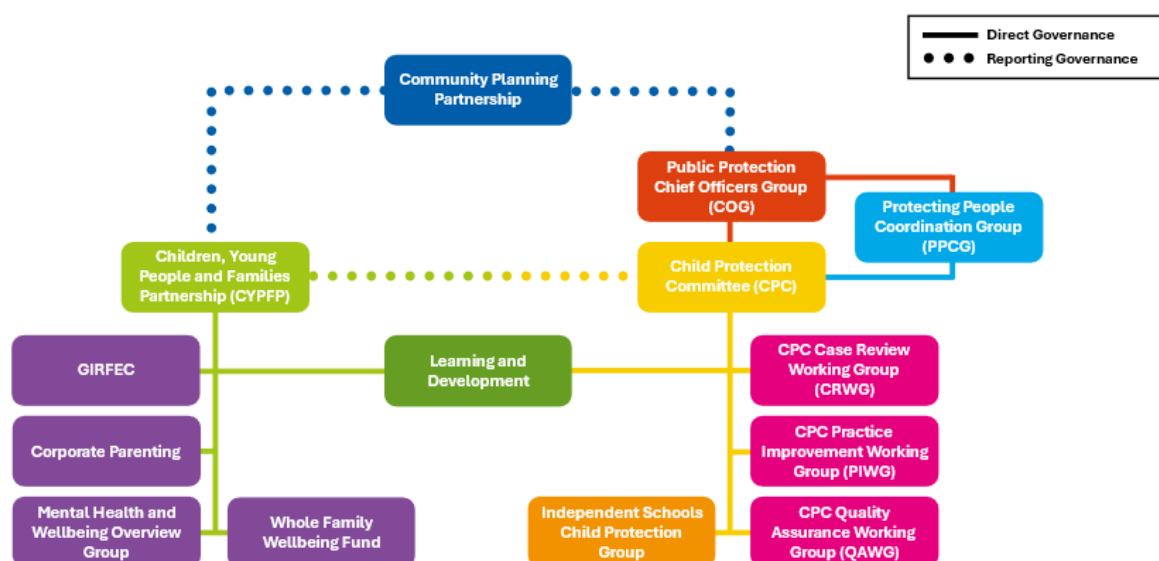 Direct Governance
Reporting Governance
Community Planning
Partnership
Public Protection
Chief Officers Group
(COG)
Protecting People
Coordination Group
(PPCG)
Children, Young
People and Families
Partnership (CYPFP)
Child Protection
Committee (CPC)
GIRFEC
Learning and
Development
CPC Case Review
Working Group
(CRWG)
Corporate Parenting
CPC Practice
Improvement Working
Group (PIWG)
Mental Health and
Wellbeing Overview
Group
Whole Family
Wellbeing Fund
Independent Schools
Child Protection
Group
CPC Quality
Assurance Working
Group (QAWG)